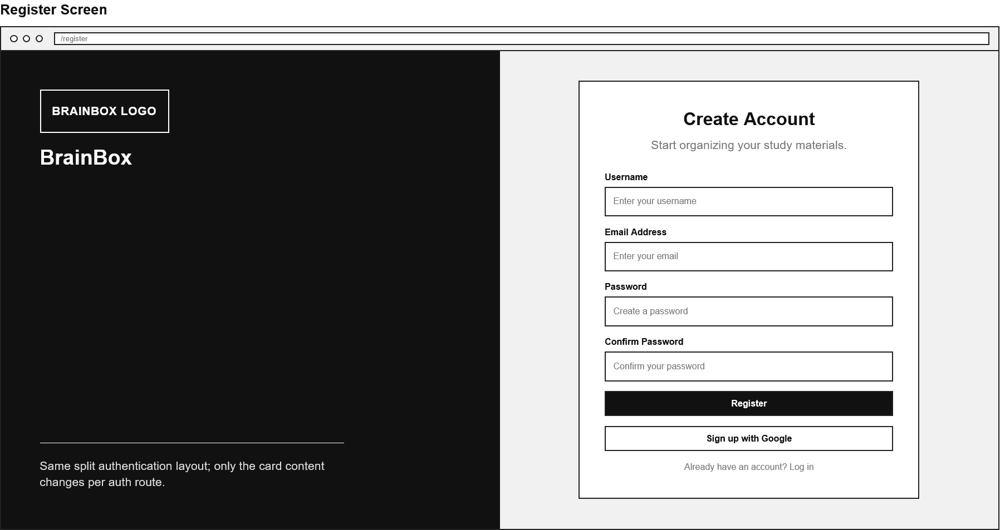 Register Screen
/register
BRAINBOX LOGO
BrainBox
Same split authentication layout; only the card content
changes per auth route.
Create Account
Start organizing your study materials.
Username
Enter your username
Email Address
Enter your email
Password
Create a password
Confirm Password
Confirm your password
Register
Sign up with Google
Already have an account? Log in